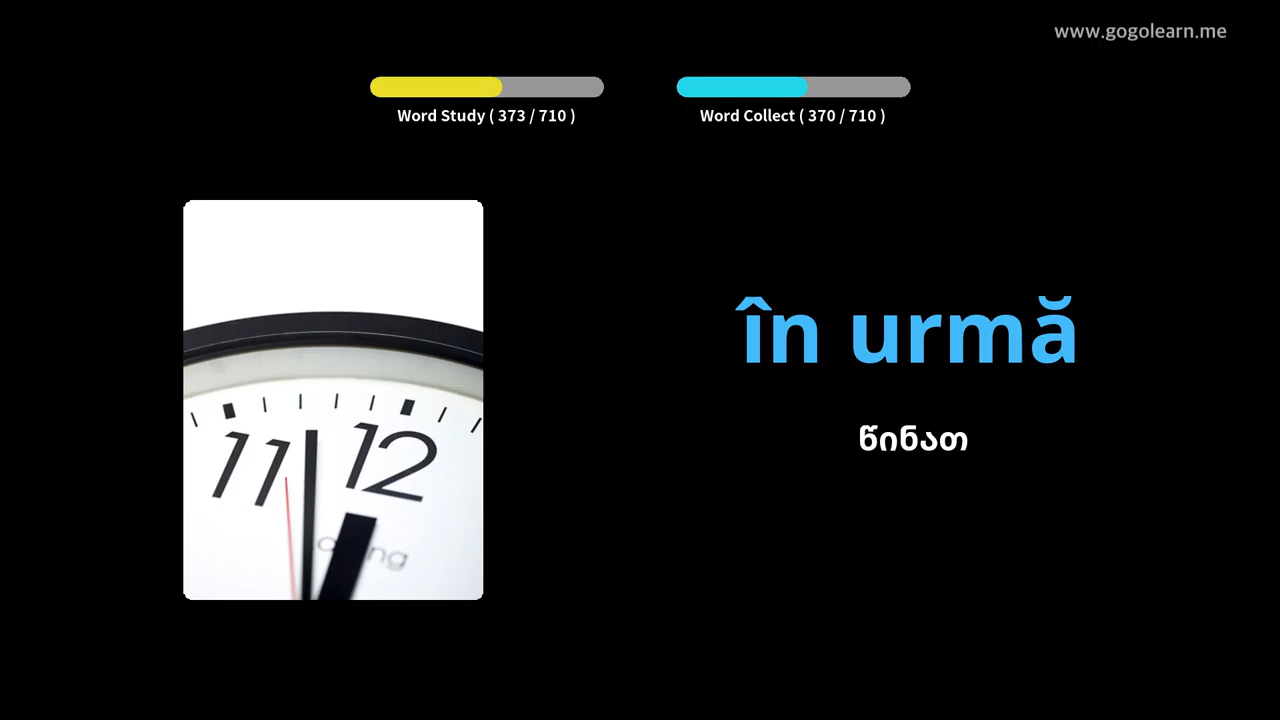 www.gogolearn.me
Word Study ( 373 / 710 )
Word Collect ( 370 / 710 )
11
12
în urmă
წინათ